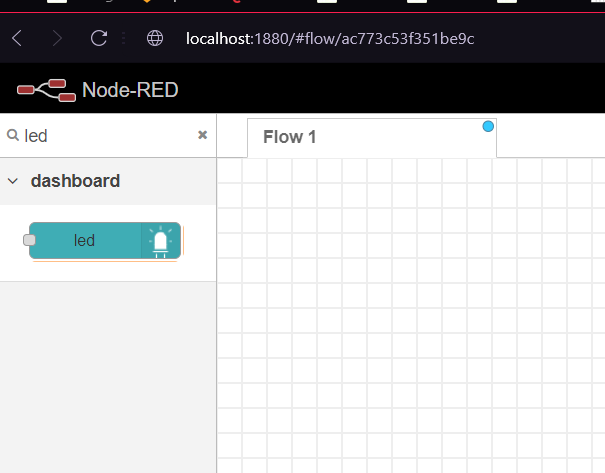 localhost:1880/#flow/ac773c53f351be9c
Node-RED
led
Flow 1
dashboard
led